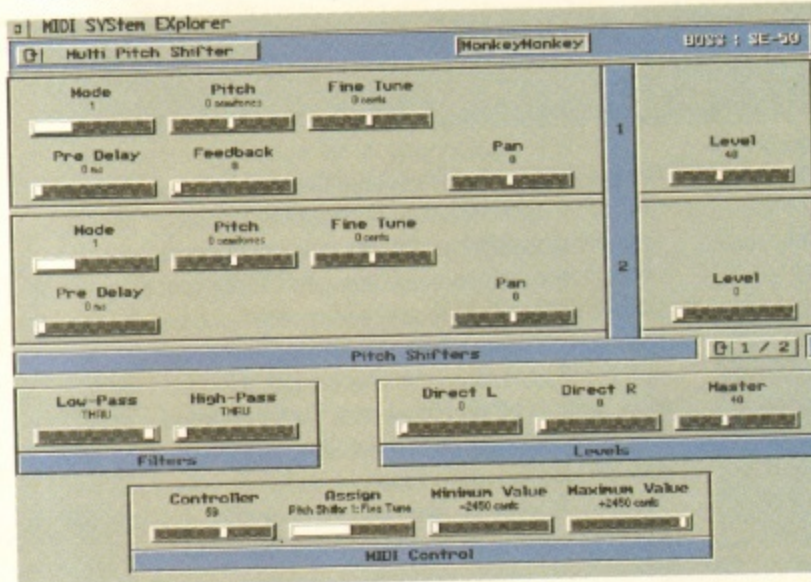 MIDI SYStem EXplorer
Multi Pitch Shifter MonkeyMonkey BOSS : SE-50
Mode Pitch Fine Tune
1 0 semitones 0 cents
1
Pre Delay Feedback Pan Level
0 ms 0 0 40
Mode Pitch Fine Tune
1 0 semitones 0 cents
2
Pre Delay Pan Level
0 ms 0 0
Pitch Shifters 1 / 2
Low-Pass High-Pass Direct L Direct R Master
THRU THRU 0 0 40
Filters Levels
Controller Assign Minimum Value Maximum Value
59 Pitch Shifter 1: Fine Tune -2450 cents +2450 cents
MIDI Control